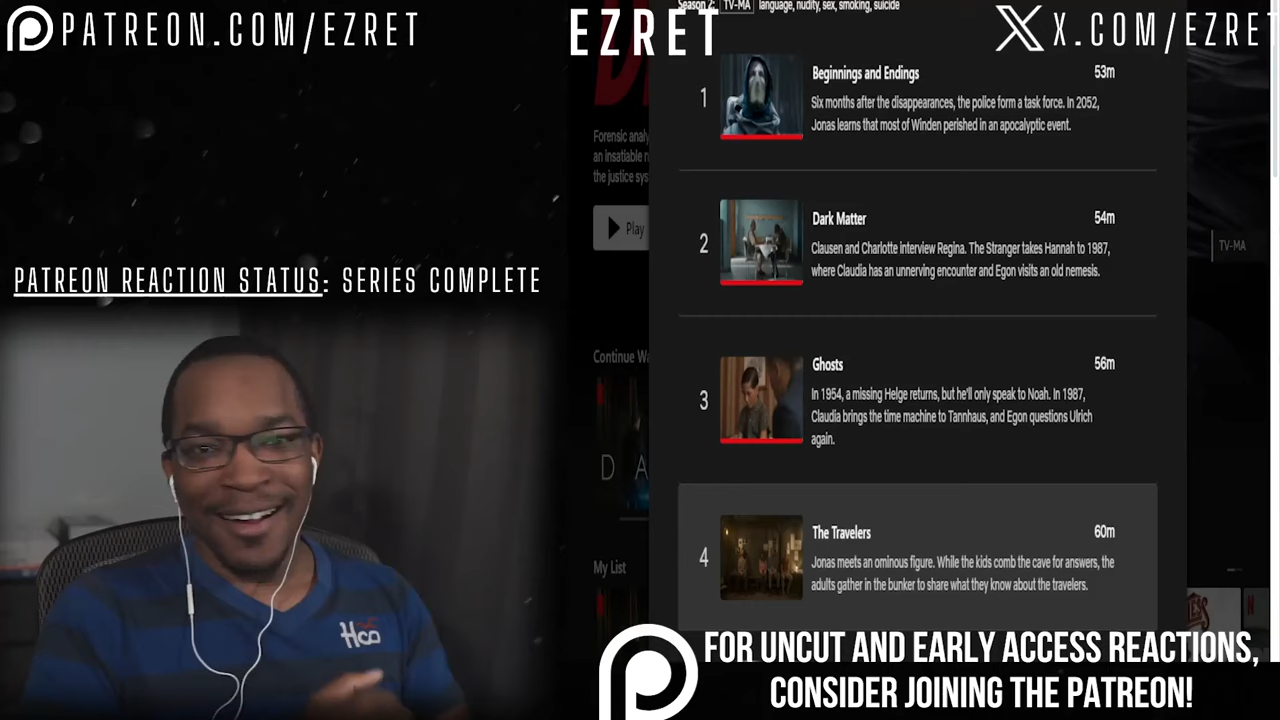 PATREON.COM/EZRET
EZRET
X.COM/EZRE
Season 2: TV-MA language, nudity, sex, smoking, suicide
1
Beginnings and Endings
53m
Six months after the disappearances, the police form a task force. In 2052,
Jonas learns that most of Winden perished in an apocalyptic event.
Forensic analy
an insatiable n
the justice sys
Play
TV-MA
2
Dark Matter
54m
Clausen and Charlotte interview Regina. The Stranger takes Hannah to 1987,
where Claudia has an unnerving encounter and Egon visits an old nemesis.
PATREON REACTION STATUS: SERIES COMPLETE
Continue Wa
3
Ghosts
56m
In 1954, a missing Helge returns, but he'll only speak to Noah. In 1987,
Claudia brings the time machine to Tannhaus, and Egon questions Ulrich
again.
D A
4
The Travelers
60m
Jonas meets an ominous figure. While the kids comb the cave for answers, the
adults gather in the bunker to share what they know about the travelers.
My List
HCO
FOR UNCUT AND EARLY ACCESS REACTIONS,
CONSIDER JOINING THE PATREON!